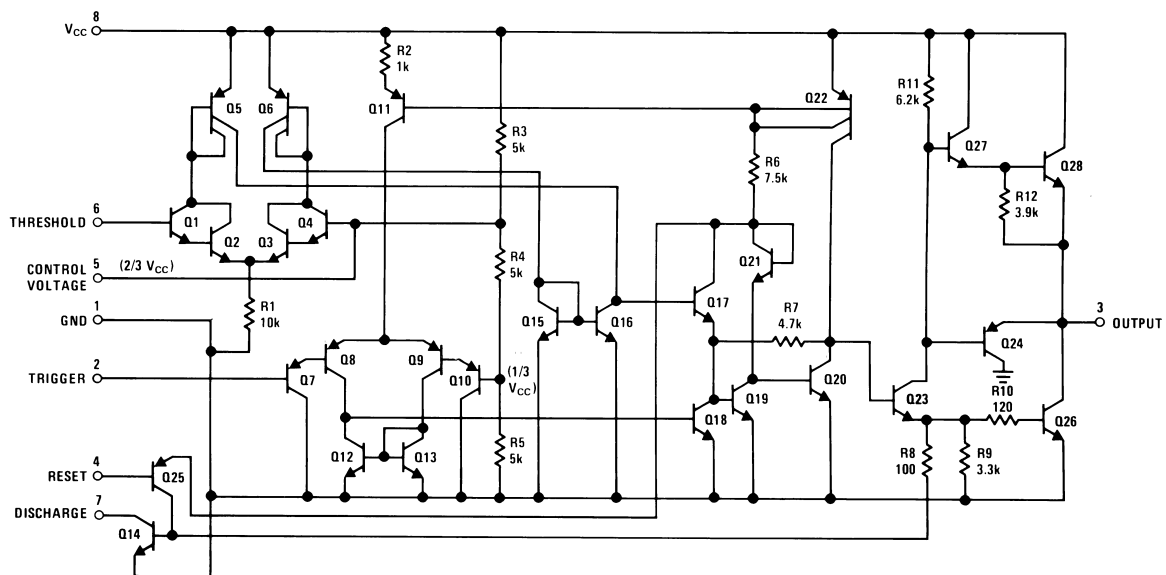 8
VCC
R2
1k
Q5
Q6
Q11
Q22
R11
6.2k
Q27
R3
5k
R6
7.5k
Q28
R12
3.9k
6
THRESHOLD
Q1
Q2
Q3
Q4
5
CONTROL
VOLTAGE
(2/3 VCC)
R4
5k
Q21
1
GND
R1
10k
Q15
Q16
Q17
R7
4.7k
3
OUTPUT
2
TRIGGER
Q7
Q8
Q9
Q10
(1/3
VCC)
Q18
Q19
Q20
Q23
Q24
R10
120
Q26
4
RESET
Q25
Q12
Q13
R5
5k
R8
100
R9
3.3k
7
DISCHARGE
Q14